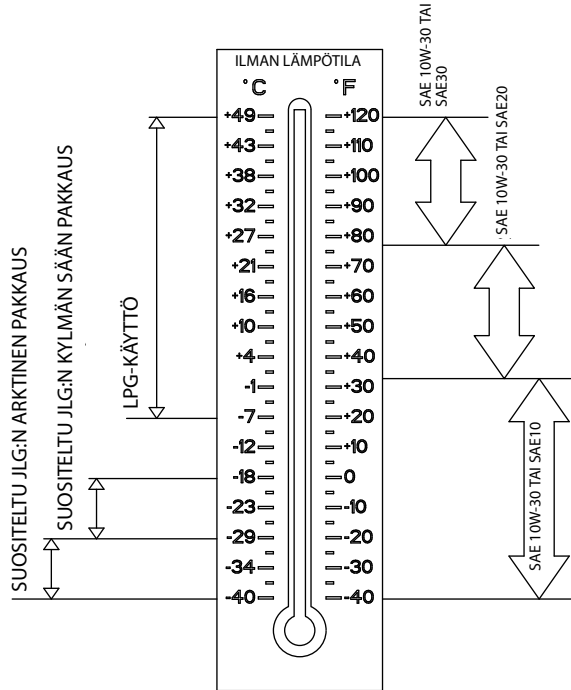 ILMAN LÄMPÖTILA
°C °F
+49 +120
+43 +110
+38 +100
+32 +90
+27 +80
+21 +70
+16 +60
+10 +50
+4 +40
-1 +30
-7 +20
-12 +10
-18 0
-23 -10
-29 -20
-34 -30
-40 -40
SUOSITELTU JLG:N ARKTINEN PAKKAUS
SUOSITELTU JLG:N KYLMÄN SÄÄN PAKKAUS
LPG-KÄYTTÖ
SAE 10W-30 TAI
SAE30
SAE 10W-30 TAI SAE20
SAE 10W-30 TAI SAE10